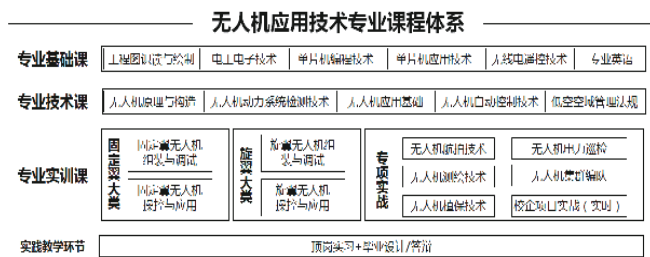 无人机应用技术专业课程体系
专业基础课 工程图识读与绘制 电工电子技术 单片机编程技术 单片机应用技术 无线电遥控技术 专业英语
专业技术课 无人机原理与构造 无人机动力系统检测技术 无人机应用基础 无人机自动控制技术 低空空域管理法规
专业实训课
固定翼大类
固定翼无人机
组装与调试
固定翼无人机
操控与应用
旋翼大类
旋翼无人机组
装与调试
旋翼无人机
操控与应用
专项实战
无人机航拍技术 无人机电力巡检
无人机测绘技术 无人机集群编队
无人机植保技术 校企项目实战（实时）
实践教学环节 顶岗实习+毕业设计/答辩